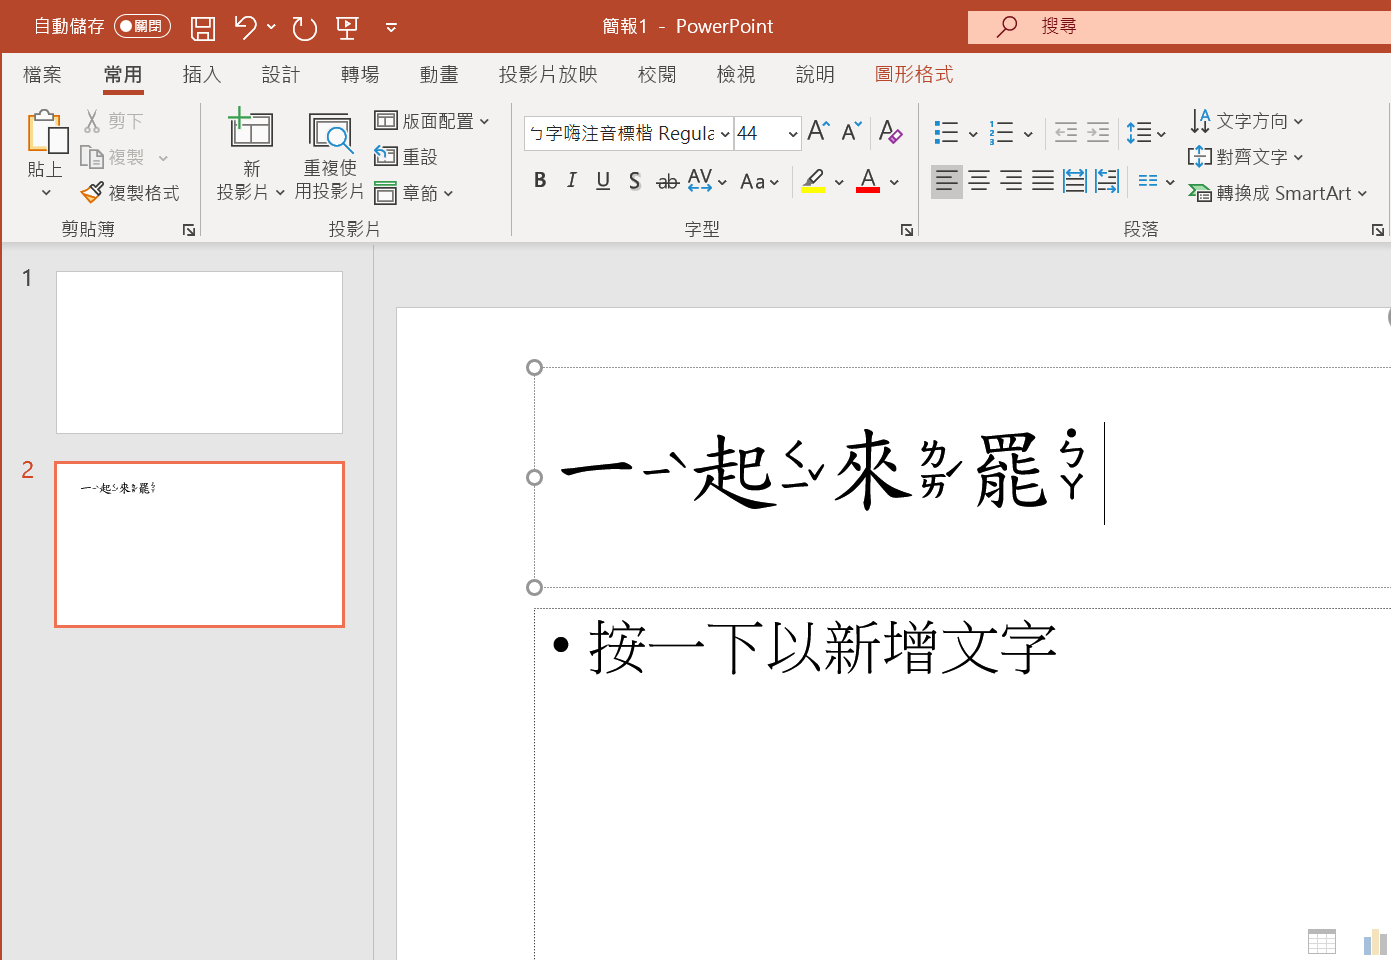 自動儲存 關閉 簡報1 - PowerPoint 搜尋
檔案 常用 插入 設計 轉場 動畫 投影片放映 校閱 檢視 說明 圖形格式
貼上
剪下
複製
複製格式
剪貼簿
新
投影片
重複使
用投影片
版面配置
重設
章節
投影片
ㄅ字嗨注音標楷 Regula 44
B I U S ab AV Aa A
字型
文字方向
對齊文字
轉換成 SmartArt
段落
1
2
一ㄧˋ起ㄑㄧˇ來ㄌㄞˊ罷˙ㄅㄚ
一ㄧˋ起ㄑㄧˇ來ㄌㄞˊ罷˙ㄅㄚ
• 按一下以新增文字